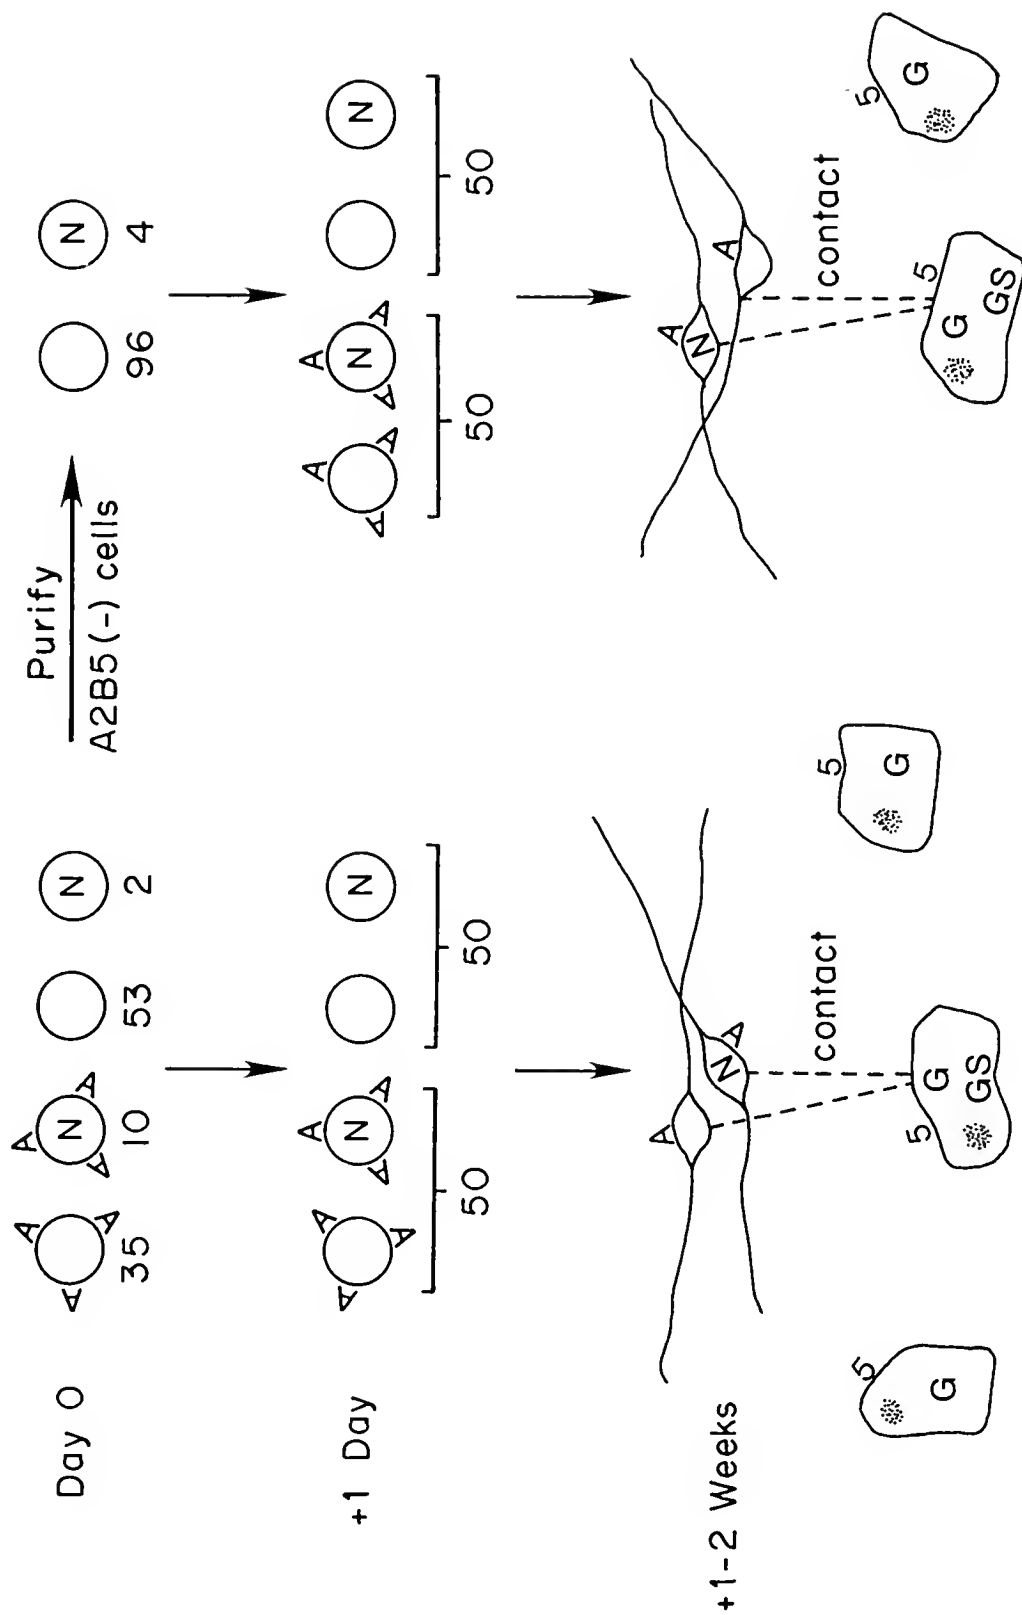 Day 0
A A A
35
A A A N
10
53
N
2
Purify
A2B5(-) cells
96
N
4
+1 Day
A A A
A A A N
50
N
50
A A A
A A A N
50
N
50
+1-2 Weeks
A
N A
contact
5 G
5 G GS
5 G
A N
A
contact
5 G GS
5 G